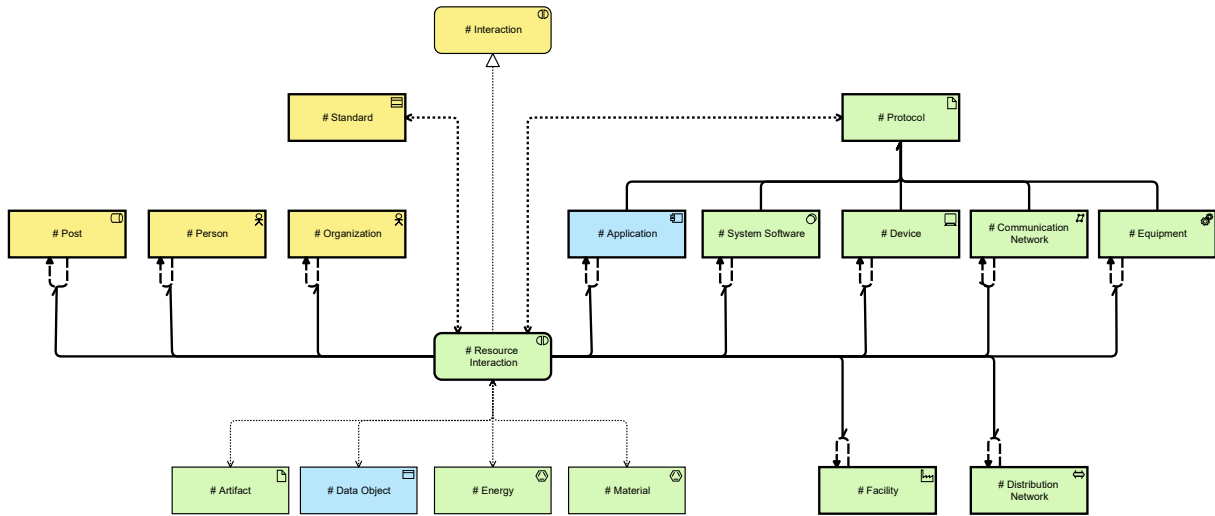 # Interaction
# Standard
# Protocol
# Post
# Person
# Organization
# Application
# System Software
# Device
# Communication
Network
# Equipment
# Resource
Interaction
# Artifact
# Data Object
# Energy
# Material
# Facility
# Distribution
Network